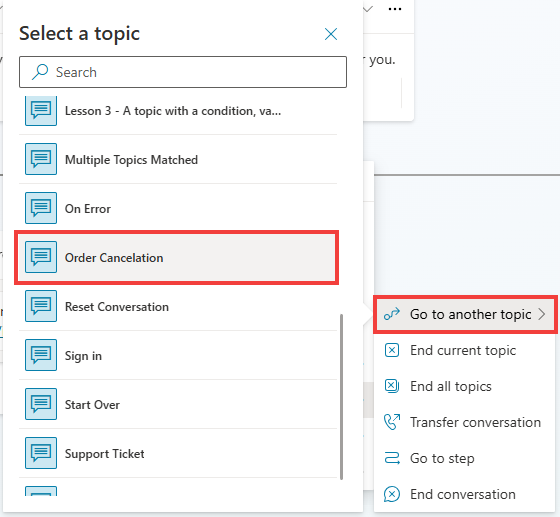 Select a topic
Search
Lesson 3 - A topic with a condition, va...
Multiple Topics Matched
On Error
Order Cancelation
Reset Conversation
Sign in
Start Over
Support Ticket
r you.
Go to another topic
End current topic
End all topics
Transfer conversation
Go to step
End conversation